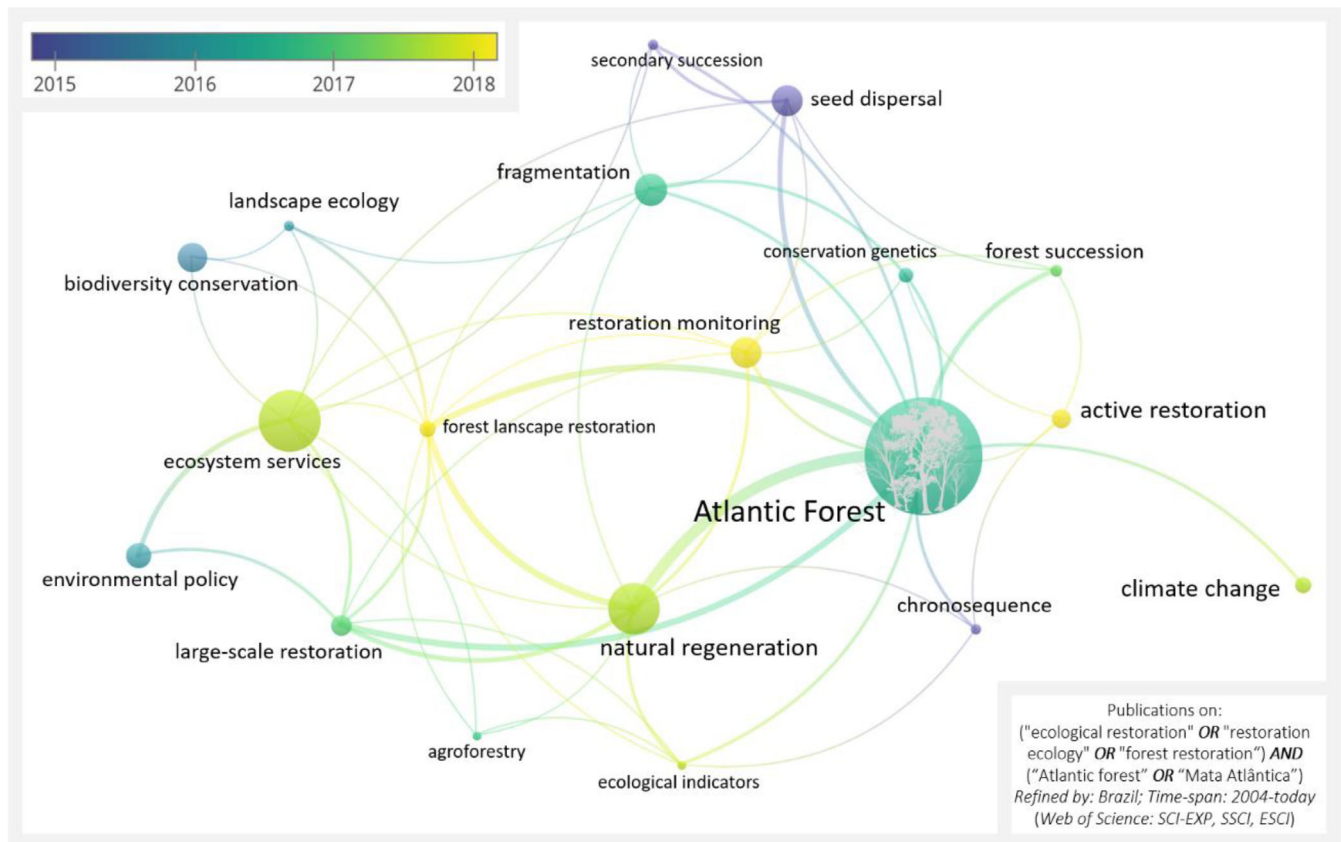 2015 2016 2017 2018
secondary succession
seed dispersal
fragmentation
landscape ecology
conservation genetics
forest succession
biodiversity conservation
restoration monitoring
active restoration
forest lanscape restoration
ecosystem services
Atlantic Forest
environmental policy
climate change
chronosequence
large-scale restoration
natural regeneration
agroforestry
ecological indicators
Publications on:
("ecological restoration" OR "restoration
ecology" OR "forest restoration“) AND
(“Atlantic forest” OR “Mata Atlântica”)
Refined by: Brazil; Time-span: 2004-today
(Web of Science: SCI-EXP, SSCI, ESCI)